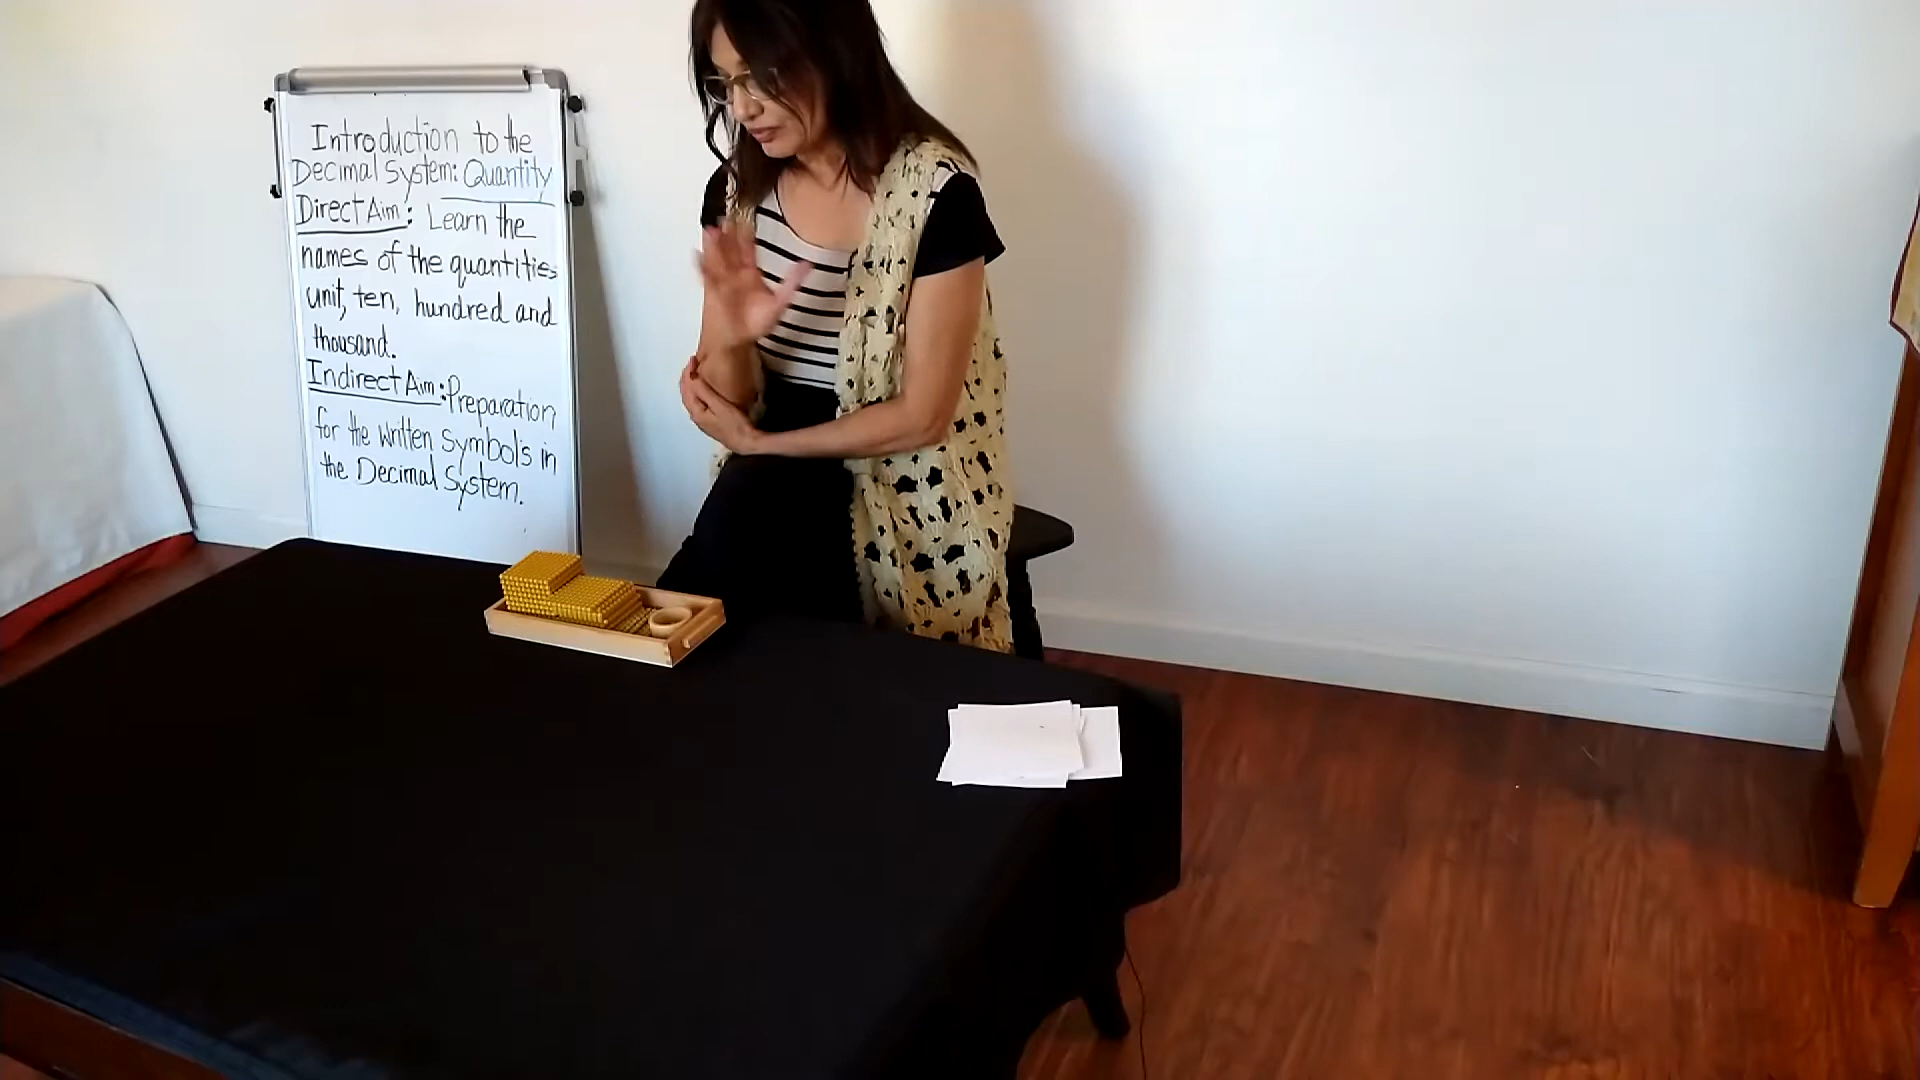 Introduction to the
Decimal System: Quantity
Direct Aim: Learn the
names of the quantities
unit, ten, hundred and
thousand.
Indirect Aim: Preparation
for the written symbols in
the Decimal System.